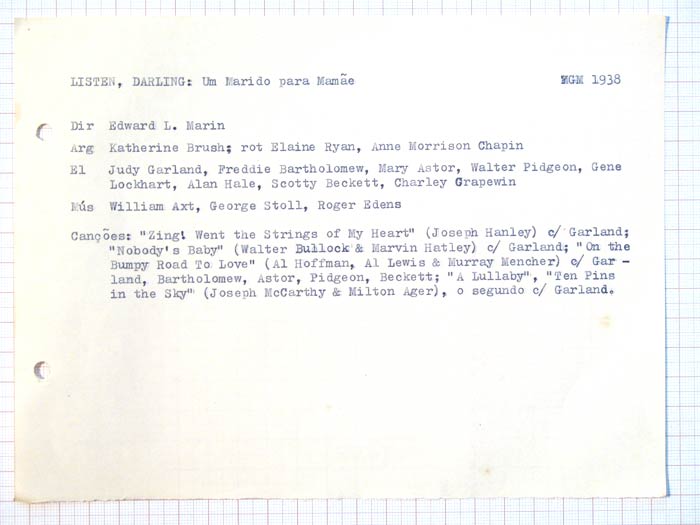 LISTEN, DARLING: Um Marido para Mamãe MGM 1938
Dir Edward L. Marin
Arg Katherine Brush; rot Elaine Ryan, Anne Morrison Chapin
El Judy Garland, Freddie Bartholomew, Mary Astor, Walter Pidgeon, Gene
Lockhart, Alan Hale, Scotty Beckett, Charley Grapewin
Mús William Axt, George Stoll, Roger Edens
Canções: "Zing! Went the Strings of My Heart" (Joseph Hanley) c/ Garland;
"Nobody's Baby" (Walter Bullock & Marvin Hatley) c/ Garland; "On the
Bumpy Road To Love" (Al Hoffman, Al Lewis & Murray Mencher) c/ Gar -
land, Bartholomew, Astor, Pidgeon, Beckett; "A Lullaby", "Ten Pins
in the Sky" (Joseph McCarthy & Milton Ager), o segundo c/ Garland.